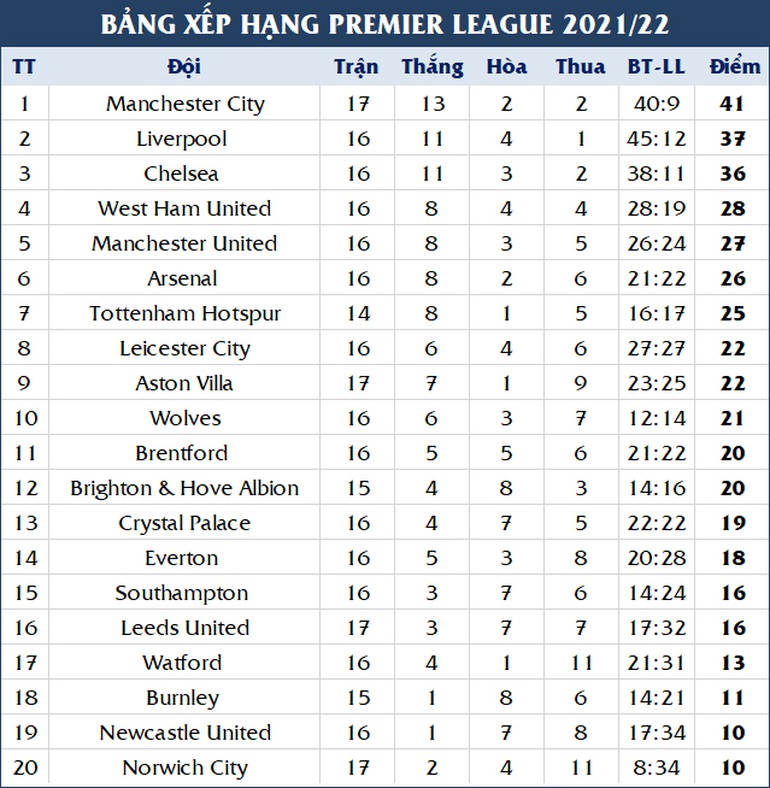 BẢNG XẾP HẠNG PREMIER LEAGUE 2021/22
TT Đội Trận Thắng Hòa Thua BT-LL Điểm
1 Manchester City 17 13 2 2 40:9 41
2 Liverpool 16 11 4 1 45:12 37
3 Chelsea 16 11 3 2 38:11 36
4 West Ham United 16 8 4 4 28:19 28
5 Manchester United 16 8 3 5 26:24 27
6 Arsenal 16 8 2 6 21:22 26
7 Tottenham Hotspur 14 8 1 5 16:17 25
8 Leicester City 16 6 4 6 27:27 22
9 Aston Villa 17 7 1 9 23:25 22
10 Wolves 16 6 3 7 12:14 21
11 Brentford 16 5 5 6 21:22 20
12 Brighton & Hove Albion 15 4 8 3 14:16 20
13 Crystal Palace 16 4 7 5 22:22 19
14 Everton 16 5 3 8 20:28 18
15 Southampton 16 3 7 6 14:24 16
16 Leeds United 17 3 7 7 17:32 16
17 Watford 16 4 1 11 21:31 13
18 Burnley 15 1 8 6 14:21 11
19 Newcastle United 16 1 7 8 17:34 10
20 Norwich City 17 2 4 11 8:34 10